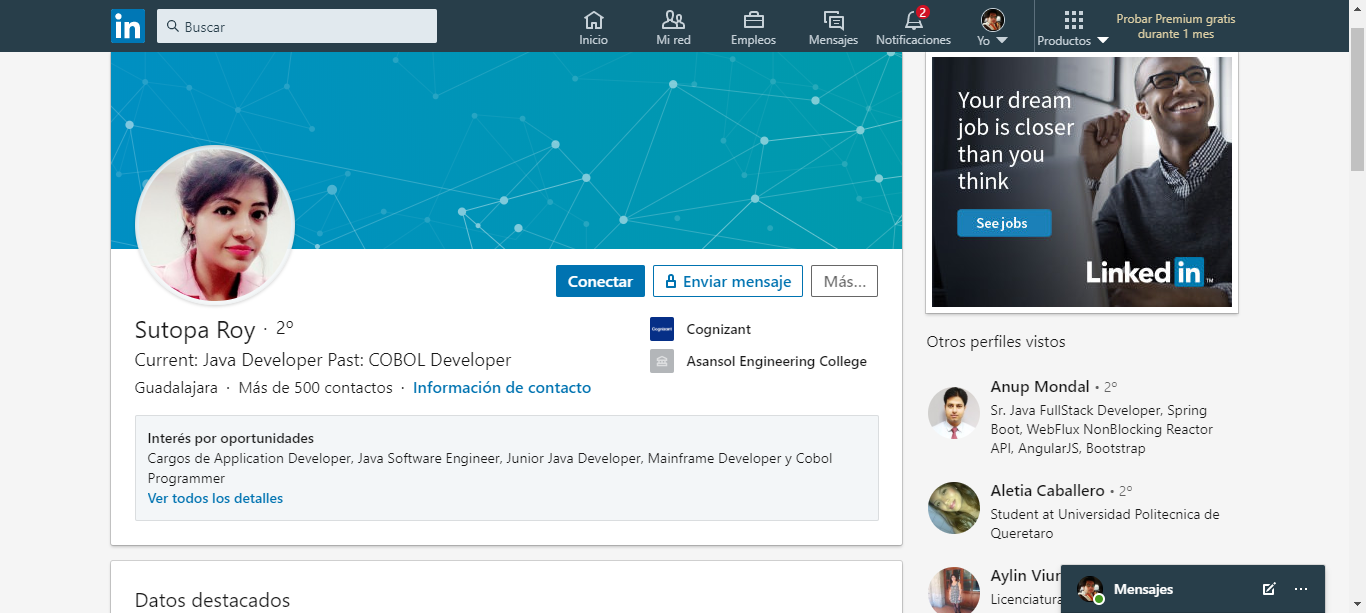 in
Buscar
Inicio
Mi red
Empleos
Mensajes
2
Notificaciones
Yo
Productos
Probar Premium gratis
durante 1 mes
Your dream
job is closer
than you
think
See jobs
Linked in ™
Conectar
Enviar mensaje
Más...
Sutopa Roy · 2º
Current: Java Developer Past: COBOL Developer
Guadalajara · Más de 500 contactos · Información de contacto
Cognizant
Cognizant
Asansol Engineering College
Interés por oportunidades
Cargos de Application Developer, Java Software Engineer, Junior Java Developer, Mainframe Developer y Cobol
Programmer
Ver todos los detalles
Datos destacados
Otros perfiles vistos
Anup Mondal • 2º
Sr. Java FullStack Developer, Spring
Boot, WebFlux NonBlocking Reactor
API, AngularJS, Bootstrap
Aletia Caballero • 2º
Student at Universidad Politecnica de
Queretaro
Aylin
Licenciatura
Mensajes